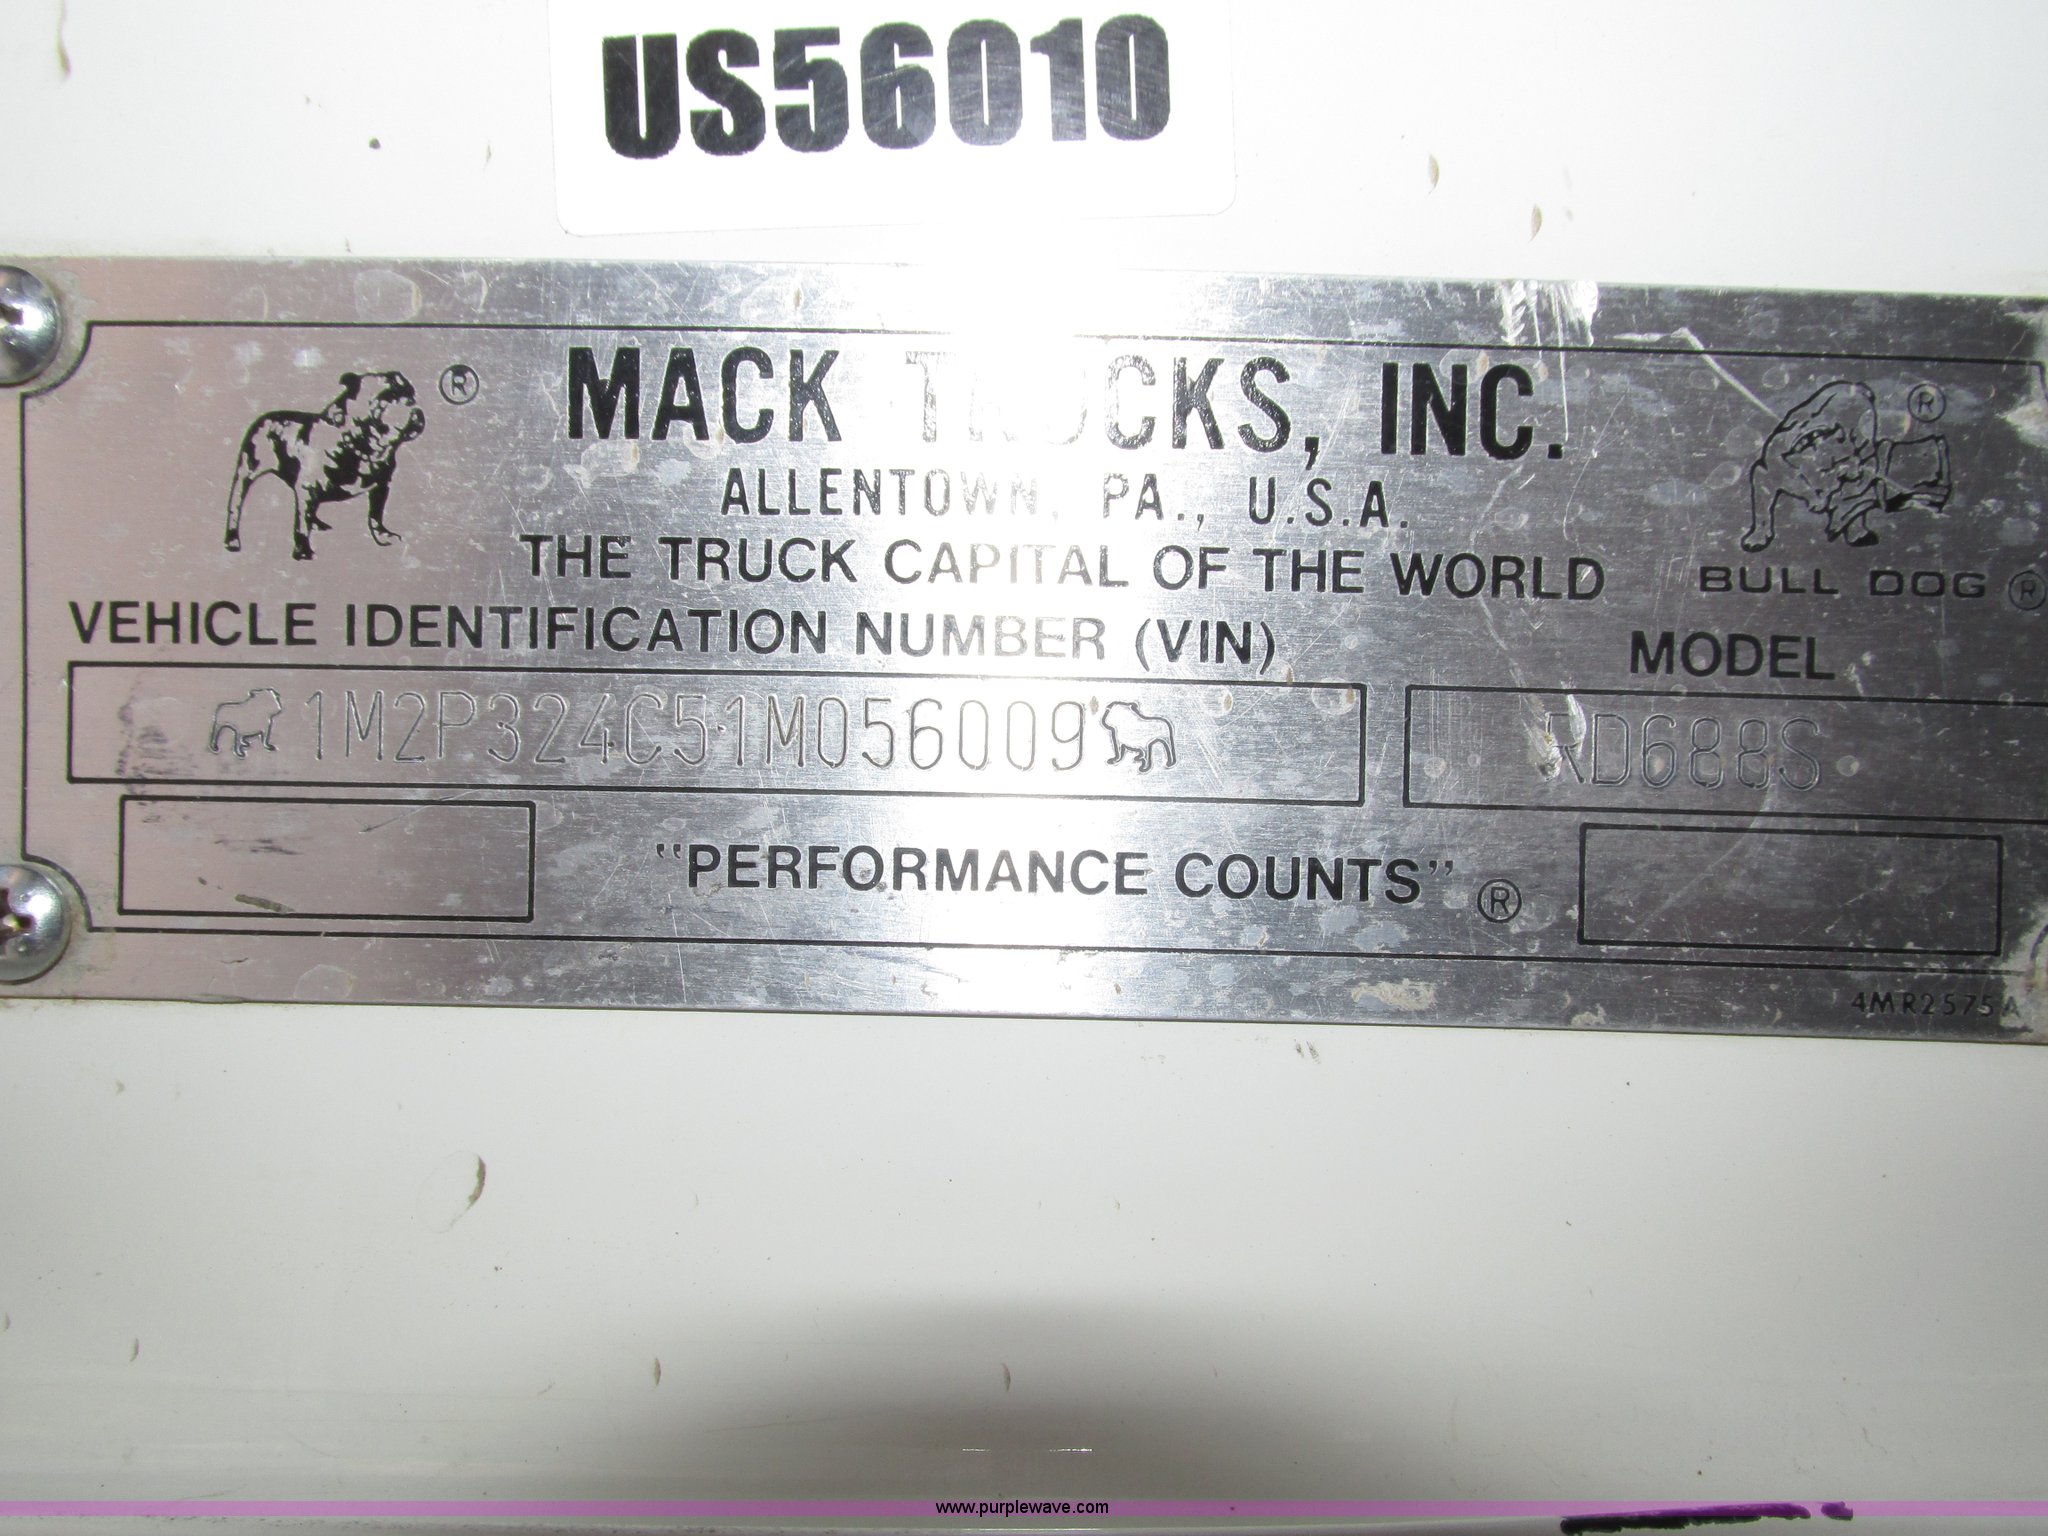 US56010
® MACK TRUCKS, INC. ®
ALLENTOWN, PA., U.S.A.
THE TRUCK CAPITAL OF THE WORLD
BULL DOG ®
VEHICLE IDENTIFICATION NUMBER (VIN)
MODEL
1M2P324C51M056009
RD688S
"PERFORMANCE COUNTS" ®
4MR2575A
www.purplewave.com